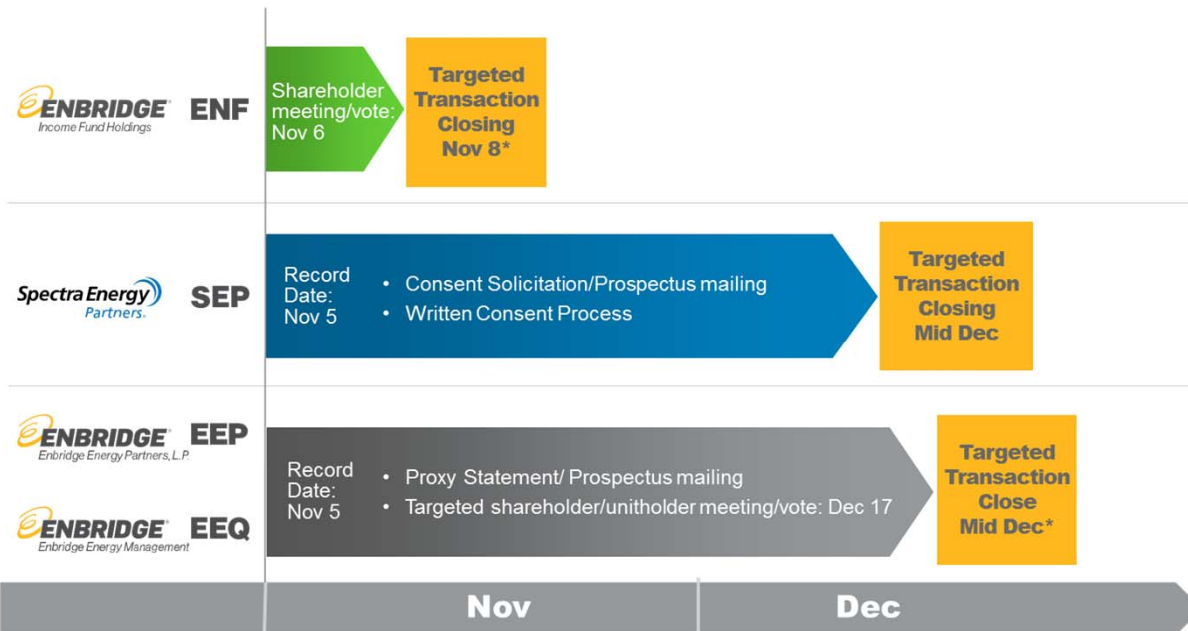 ENBRIDGE
Income Fund Holdings
ENF
Shareholder
meeting/vote:
Nov 6
Targeted
Transaction
Closing
Nov 8*
Spectra Energy
Partners.
SEP
Record
Date:
Nov 5
• Consent Solicitation/Prospectus mailing
• Written Consent Process
Targeted
Transaction
Closing
Mid Dec
ENBRIDGE
Enbridge Energy Partners, L.P.
EEP
ENBRIDGE
Enbridge Energy Management
EEQ
Record
Date:
Nov 5
• Proxy Statement/ Prospectus mailing
• Targeted shareholder/unitholder meeting/vote: Dec 17
Targeted
Transaction
Close
Mid Dec*
Nov
Dec